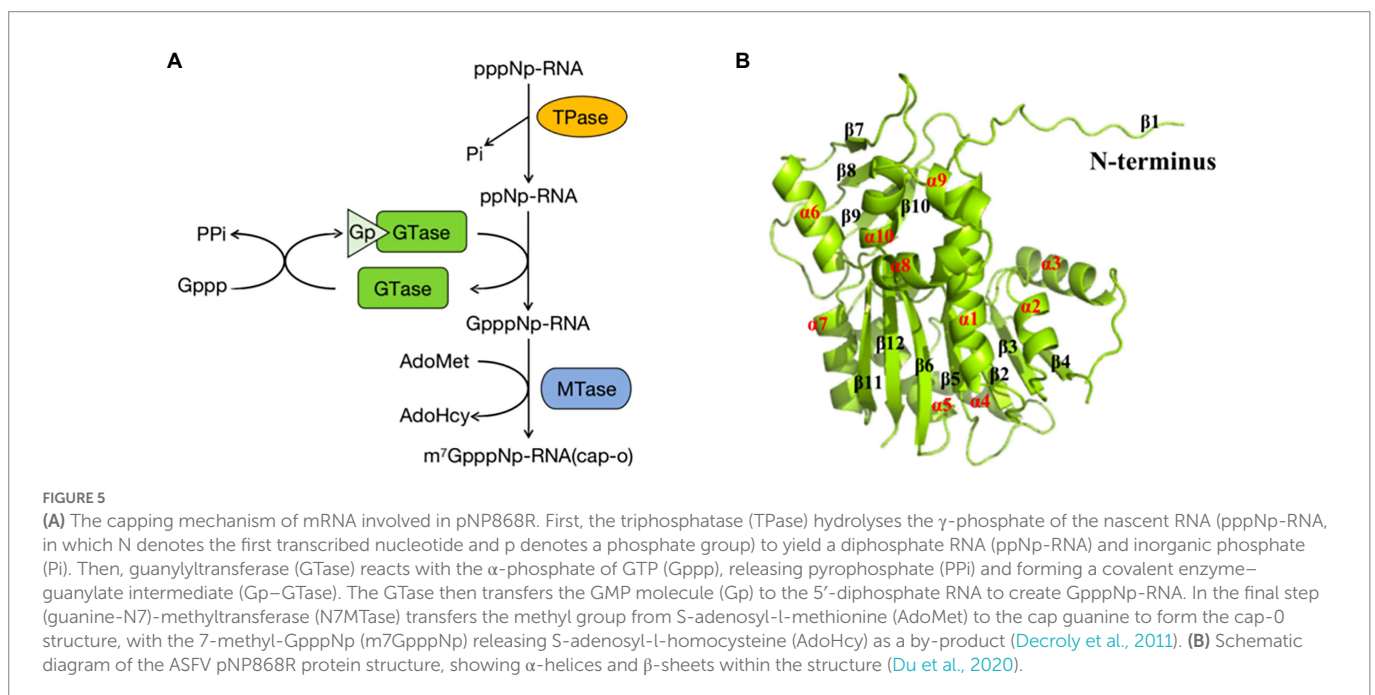 A
pppNp-RNA
TPase
Pi
ppNp-RNA
PPi
Gp
GTase
Gppp
GTase
GpppNp-RNA
AdoMet
MTase
AdoHcy
m⁷GpppNp-RNA(cap-o)
B
β1
N-terminus
β7
β8
α9
α6
β9
β10
α10
α8
α3
α7
α1
α2
β12
β3
β11
β6
β5
β2
β4
α5
α4
FIGURE 5
(A) The capping mechanism of mRNA involved in pNP868R. First, the triphosphatase (TPase) hydrolyses the γ-phosphate of the nascent RNA (pppNp-RNA,
in which N denotes the first transcribed nucleotide and p denotes a phosphate group) to yield a diphosphate RNA (ppNp-RNA) and inorganic phosphate
(Pi). Then, guanylyltransferase (GTase) reacts with the α-phosphate of GTP (Gppp), releasing pyrophosphate (PPi) and forming a covalent enzyme–
guanylate intermediate (Gp–GTase). The GTase then transfers the GMP molecule (Gp) to the 5′-diphosphate RNA to create GpppNp-RNA. In the final step
(guanine-N7)-methyltransferase (N7MTase) transfers the methyl group from S-adenosyl-l-methionine (AdoMet) to the cap guanine to form the cap-0
structure, with the 7-methyl-GpppNp (m7GpppNp) releasing S-adenosyl-l-homocysteine (AdoHcy) as a by-product (Decroly et al., 2011). (B) Schematic
diagram of the ASFV pNP868R protein structure, showing α-helices and β-sheets within the structure (Du et al., 2020).